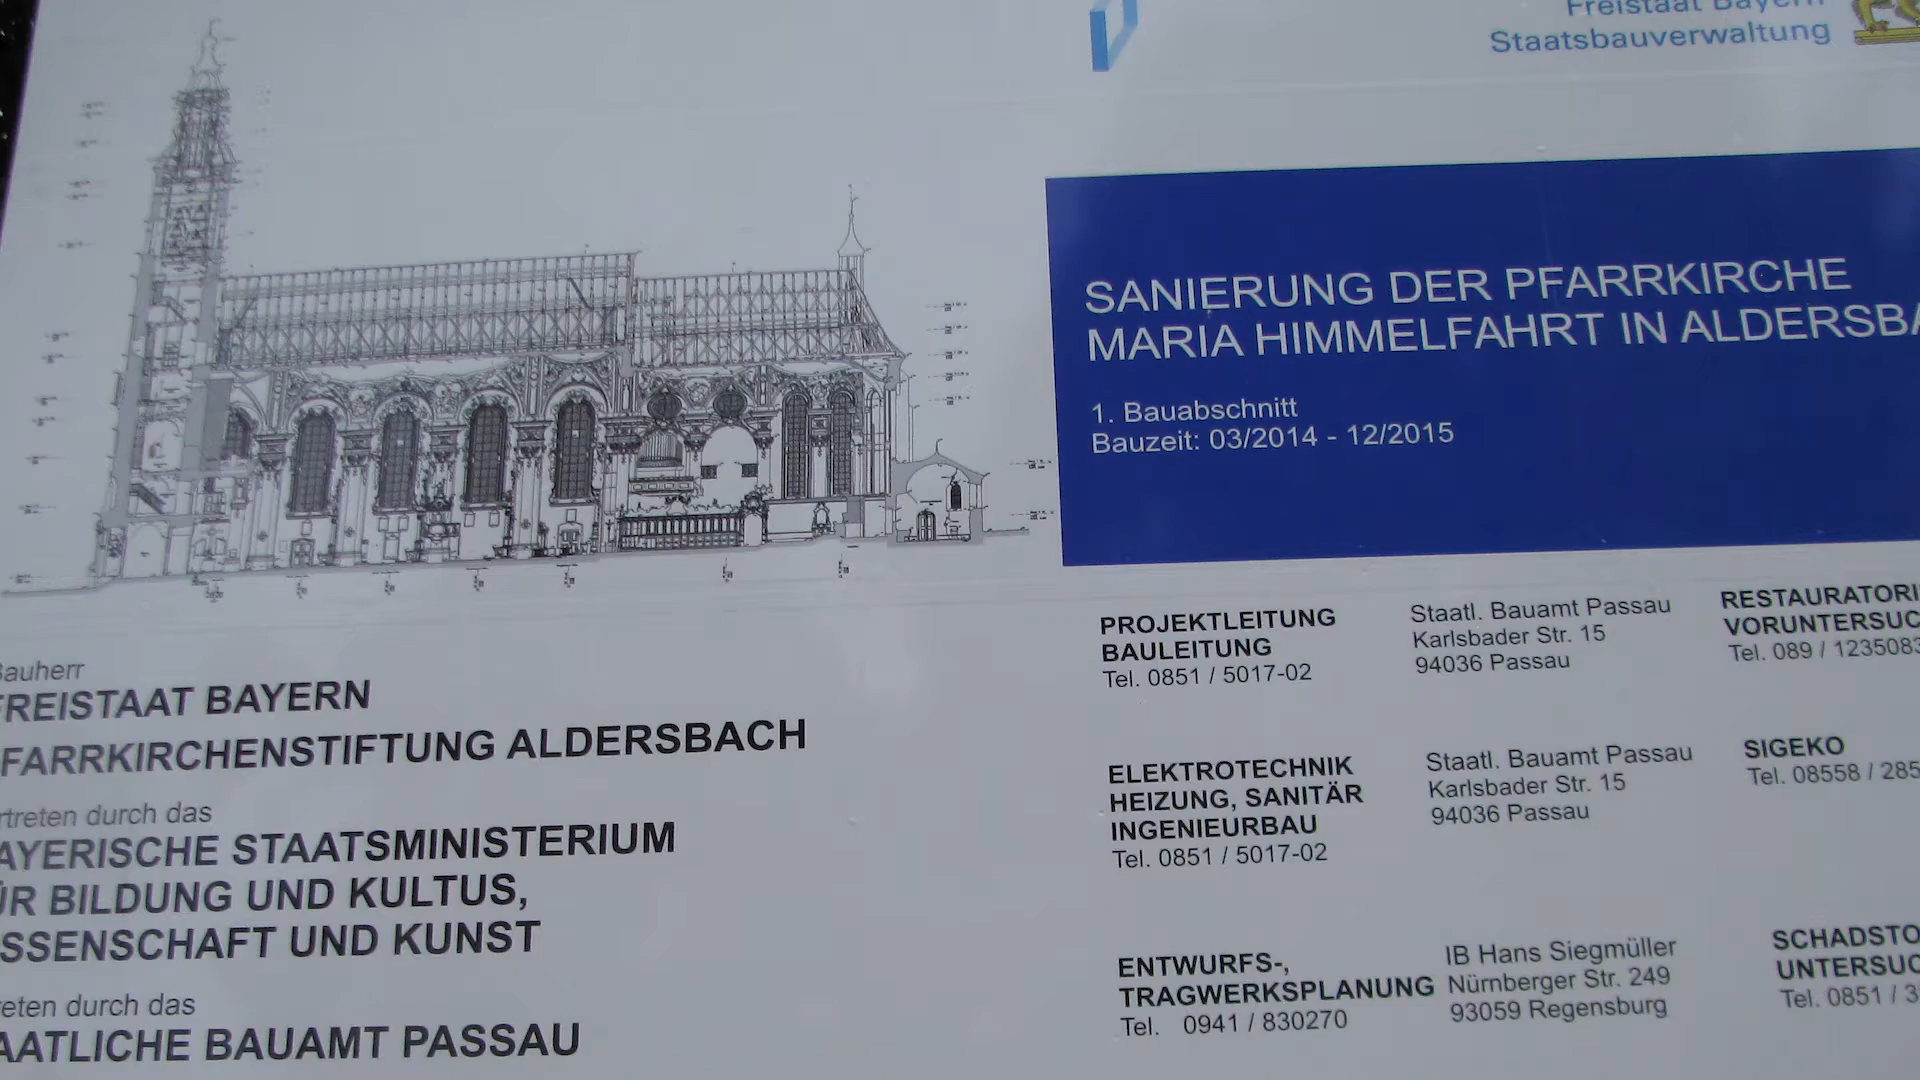 Freistaat Bayern
Staatsbauverwaltung
SANIERUNG DER PFARRKIRCHE
MARIA HIMMELFAHRT IN ALDERSBA
1. Bauabschnitt
Bauzeit: 03/2014 - 12/2015
Bauherr
FREISTAAT BAYERN
FARRKIRCHENSTIFTUNG ALDERSBACH
rtreten durch das
AYERISCHE STAATSMINISTERIUM
ÜR BILDUNG UND KULTUS,
SSENSCHAFT UND KUNST
reten durch das
AATLICHE BAUAMT PASSAU
PROJEKTLEITUNG
BAULEITUNG
Tel. 0851 / 5017-02
Staatl. Bauamt Passau
Karlsbader Str. 15
94036 Passau
RESTAURATORI
VORUNTERSUC
Tel. 089 / 1235083
ELEKTROTECHNIK
HEIZUNG, SANITÄR
INGENIEURBAU
Tel. 0851 / 5017-02
Staatl. Bauamt Passau
Karlsbader Str. 15
94036 Passau
SIGEKO
Tel. 08558 / 285
ENTWURFS-,
TRAGWERKSPLANUNG
Tel. 0941 / 830270
IB Hans Siegmüller
Nürnberger Str. 249
93059 Regensburg
SCHADSTO
UNTERSUC
Tel. 0851 / 3